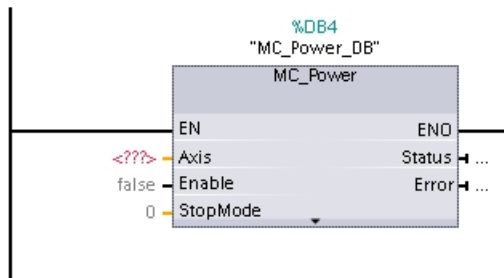 %DB4
"MC_Power_DB"
MC_Power
EN ENO
<???> Axis Status ...
false Enable Error ...
0 StopMode